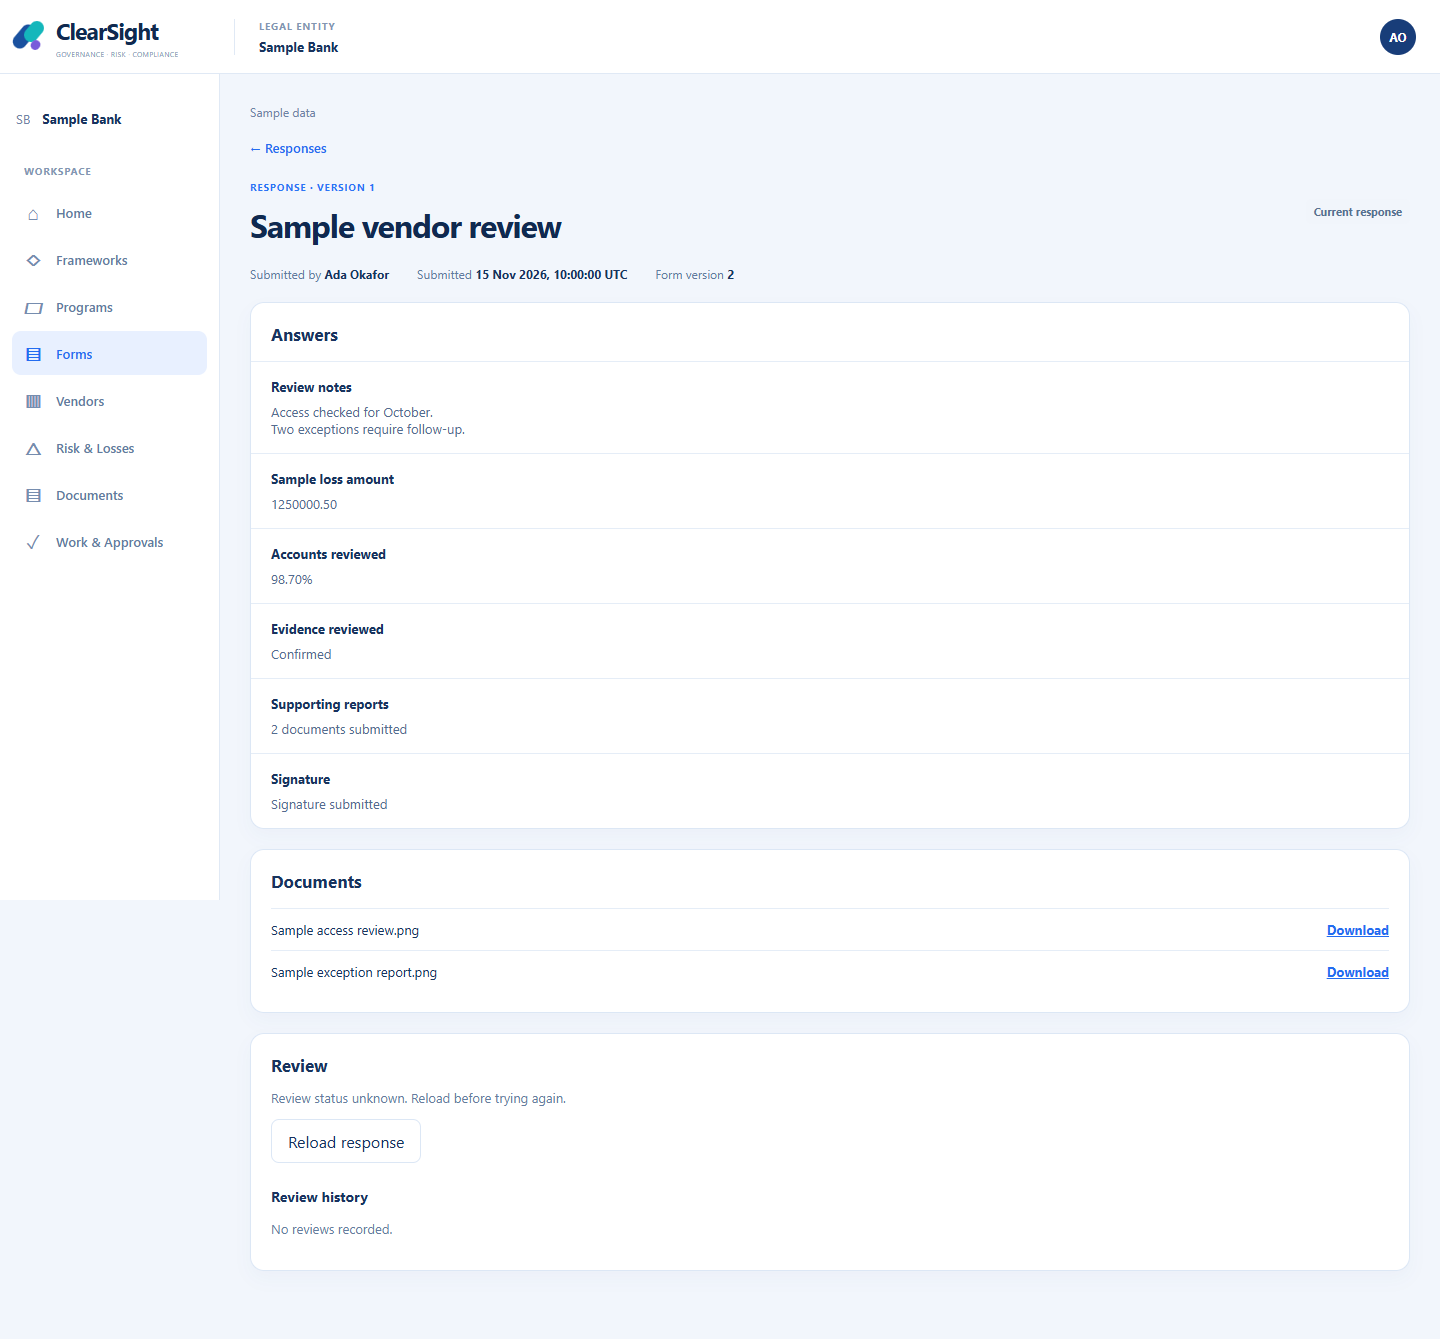 ClearSight
GOVERNANCE · RISK · COMPLIANCE
LEGAL ENTITY
Sample Bank
AO
SB Sample Bank
WORKSPACE
Home
Frameworks
Programs
Forms
Vendors
Risk & Losses
Documents
Work & Approvals
Sample data
← Responses
RESPONSE · VERSION 1
Sample vendor review
Current response
Submitted by Ada Okafor Submitted 15 Nov 2026, 10:00:00 UTC Form version 2
Answers
Review notes
Access checked for October.
Two exceptions require follow-up.
Sample loss amount
1250000.50
Accounts reviewed
98.70%
Evidence reviewed
Confirmed
Supporting reports
2 documents submitted
Signature
Signature submitted
Documents
Sample access review.png Download
Sample exception report.png Download
Review
Review status unknown. Reload before trying again.
Reload response
Review history
No reviews recorded.